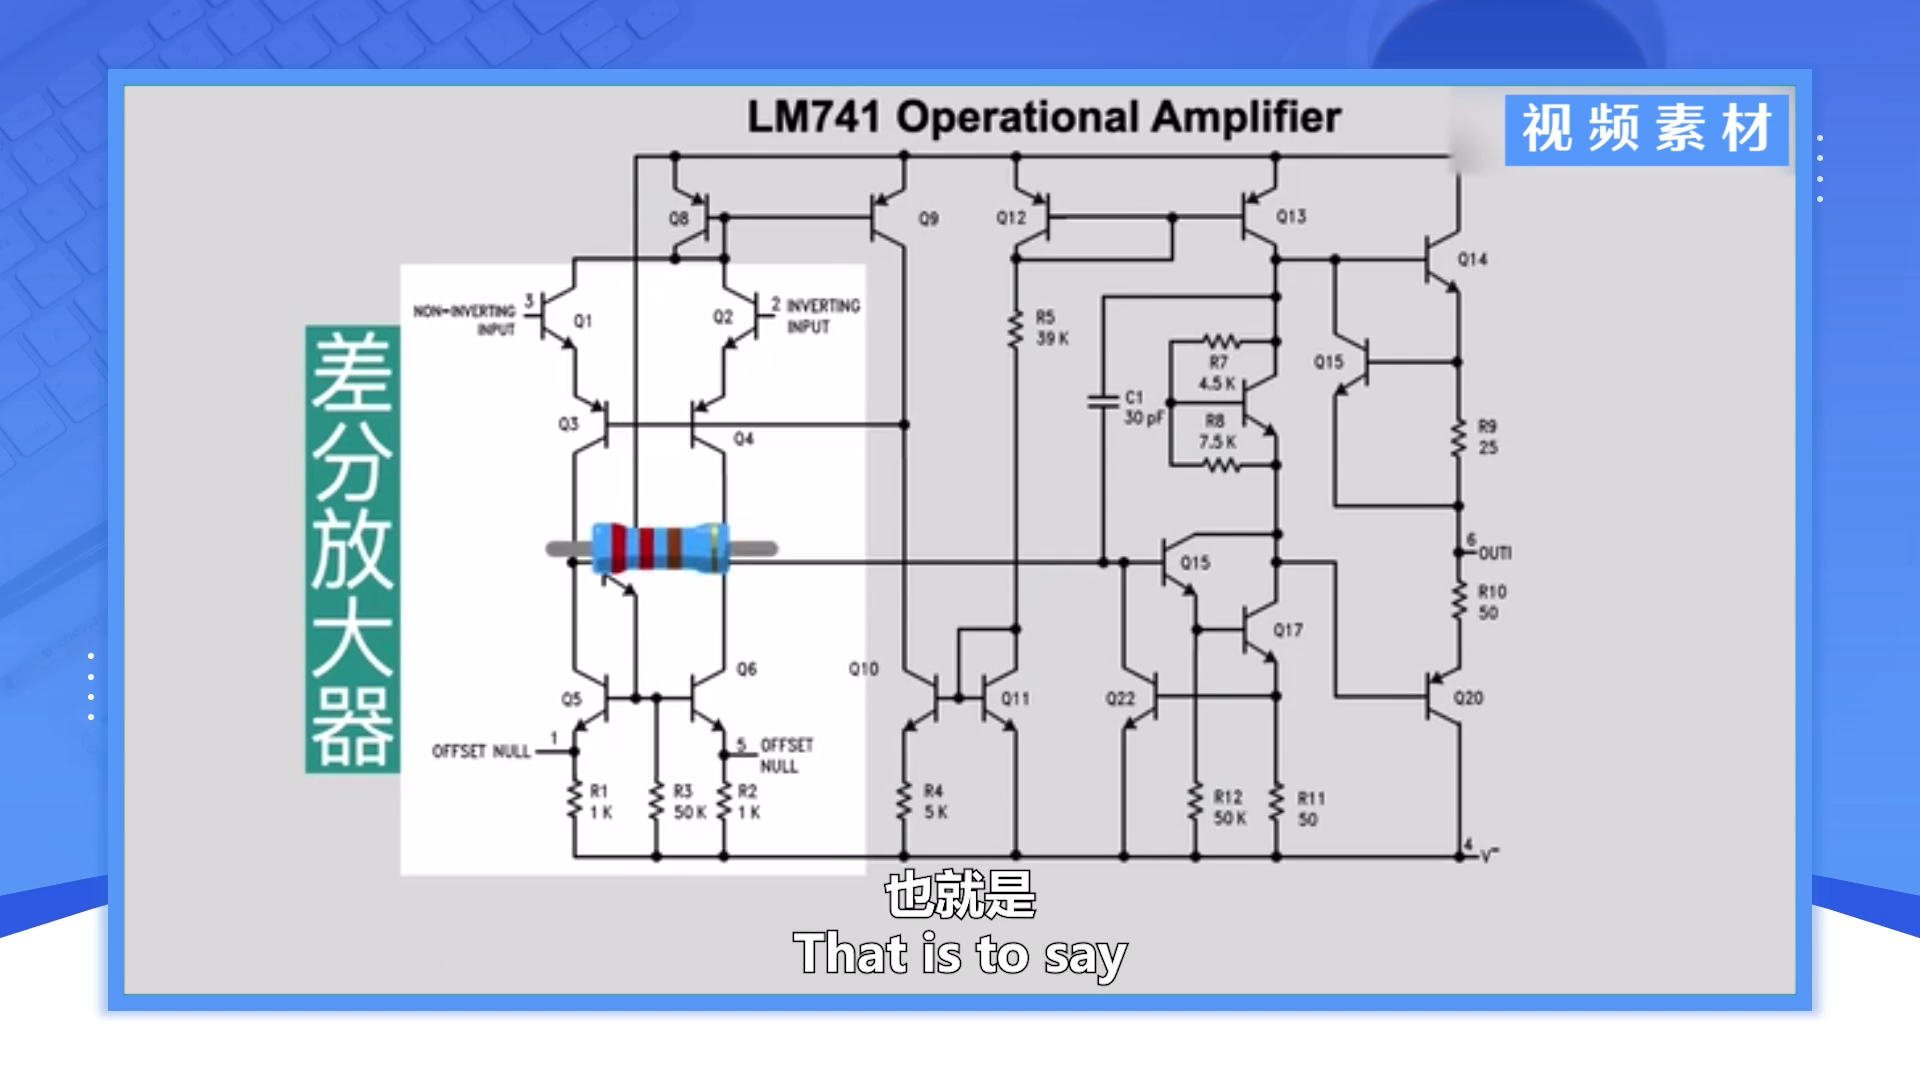 LM741 Operational Amplifier
视频素材
Q8
Q9
Q12
Q13
Q14
NON-INVERTING
INPUT
3
Q1
Q2
2 INVERTING
INPUT
R5
39 K
R7
4.5 K
Q15
C1
30 pF
R8
7.5 K
R9
25
Q3
Q4
差分放大器
Q15
6
OUTI
R10
50
Q17
Q5
Q6
Q10
Q11
Q22
Q20
OFFSET NULL
1
5
OFFSET
NULL
R1
1 K
R3
50 K
R2
1 K
R4
5 K
R12
50 K
R11
50
4
V-
也就是
That is to say